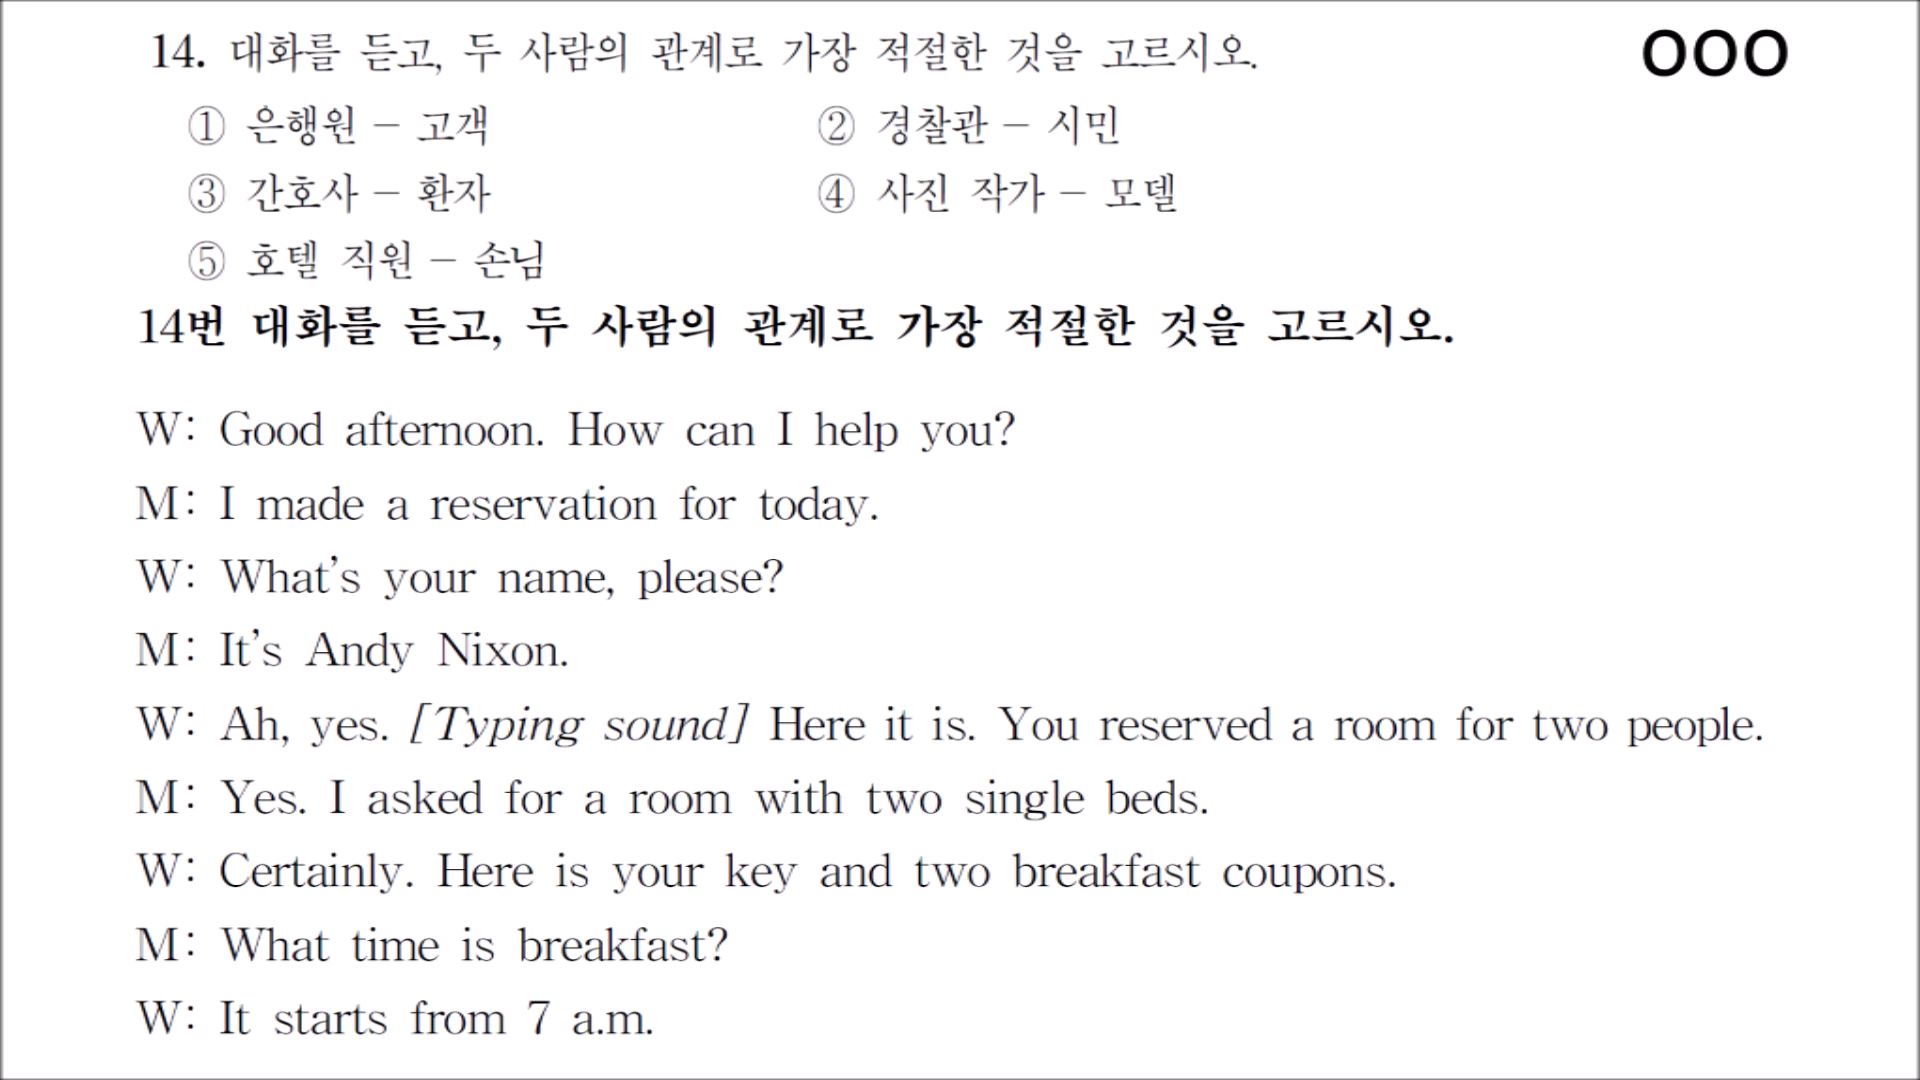 14. 대화를 듣고, 두 사람의 관계로 가장 적절한 것을 고르시오.
OOO
① 은행원 - 고객 ② 경찰관 - 시민
③ 간호사 - 환자 ④ 사진 작가 - 모델
⑤ 호텔 직원 - 손님
14번 대화를 듣고, 두 사람의 관계로 가장 적절한 것을 고르시오.
W: Good afternoon. How can I help you?
M: I made a reservation for today.
W: What's your name, please?
M: It's Andy Nixon.
W: Ah, yes. [Typing sound] Here it is. You reserved a room for two people.
M: Yes. I asked for a room with two single beds.
W: Certainly. Here is your key and two breakfast coupons.
M: What time is breakfast?
W: It starts from 7 a.m.